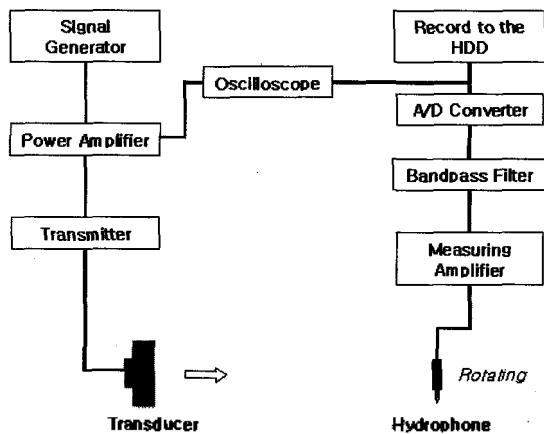 Signal
Generator
Record to the
HDD
Oscilloscope
A/D Converter
Power Amplifier
Bandpass Filter
Transmitter
Measuring
Amplifier
Rotating
Transducer
Hydrophone